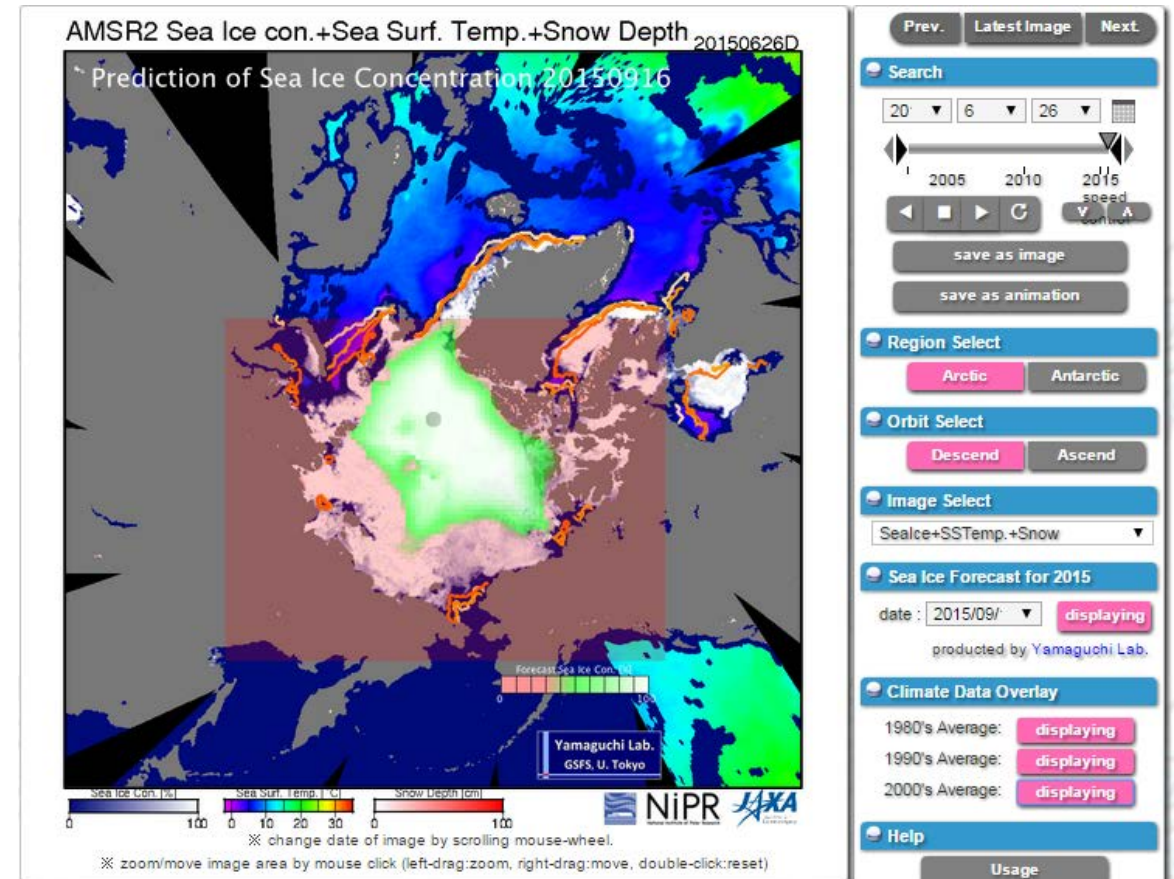 AMSR2 Sea Ice con.+Sea Surf. Temp.+Snow Depth 20150626D
Prediction of Sea Ice Concentration 20150916
Forecast Sea Ice Con. [%]
0 100
Yamaguchi Lab.
GSFS, U. Tokyo
Sea Ice Con. [%] Sea Surf. Temp. [°C] Snow Depth [cm]
0 100 0 10 20 30 0 100
NiPR JAXA
※ change date of image by scrolling mouse-wheel.
※ zoom/move image area by mouse click (left-drag:zoom, right-drag:move, double-click:reset)
Prev. Latest Image Next.
Search
20 6 26
2005 2010 2015
speed
V Λ
save as image
save as animation
Region Select
Arctic Antarctic
Orbit Select
Descend Ascend
Image Select
SeaIce+SSTemp.+Snow
Sea Ice Forecast for 2015
date : 2015/09/ displaying
producted by Yamaguchi Lab.
Climate Data Overlay
1980's Average: displaying
1990's Average: displaying
2000's Average: displaying
Help
Usage